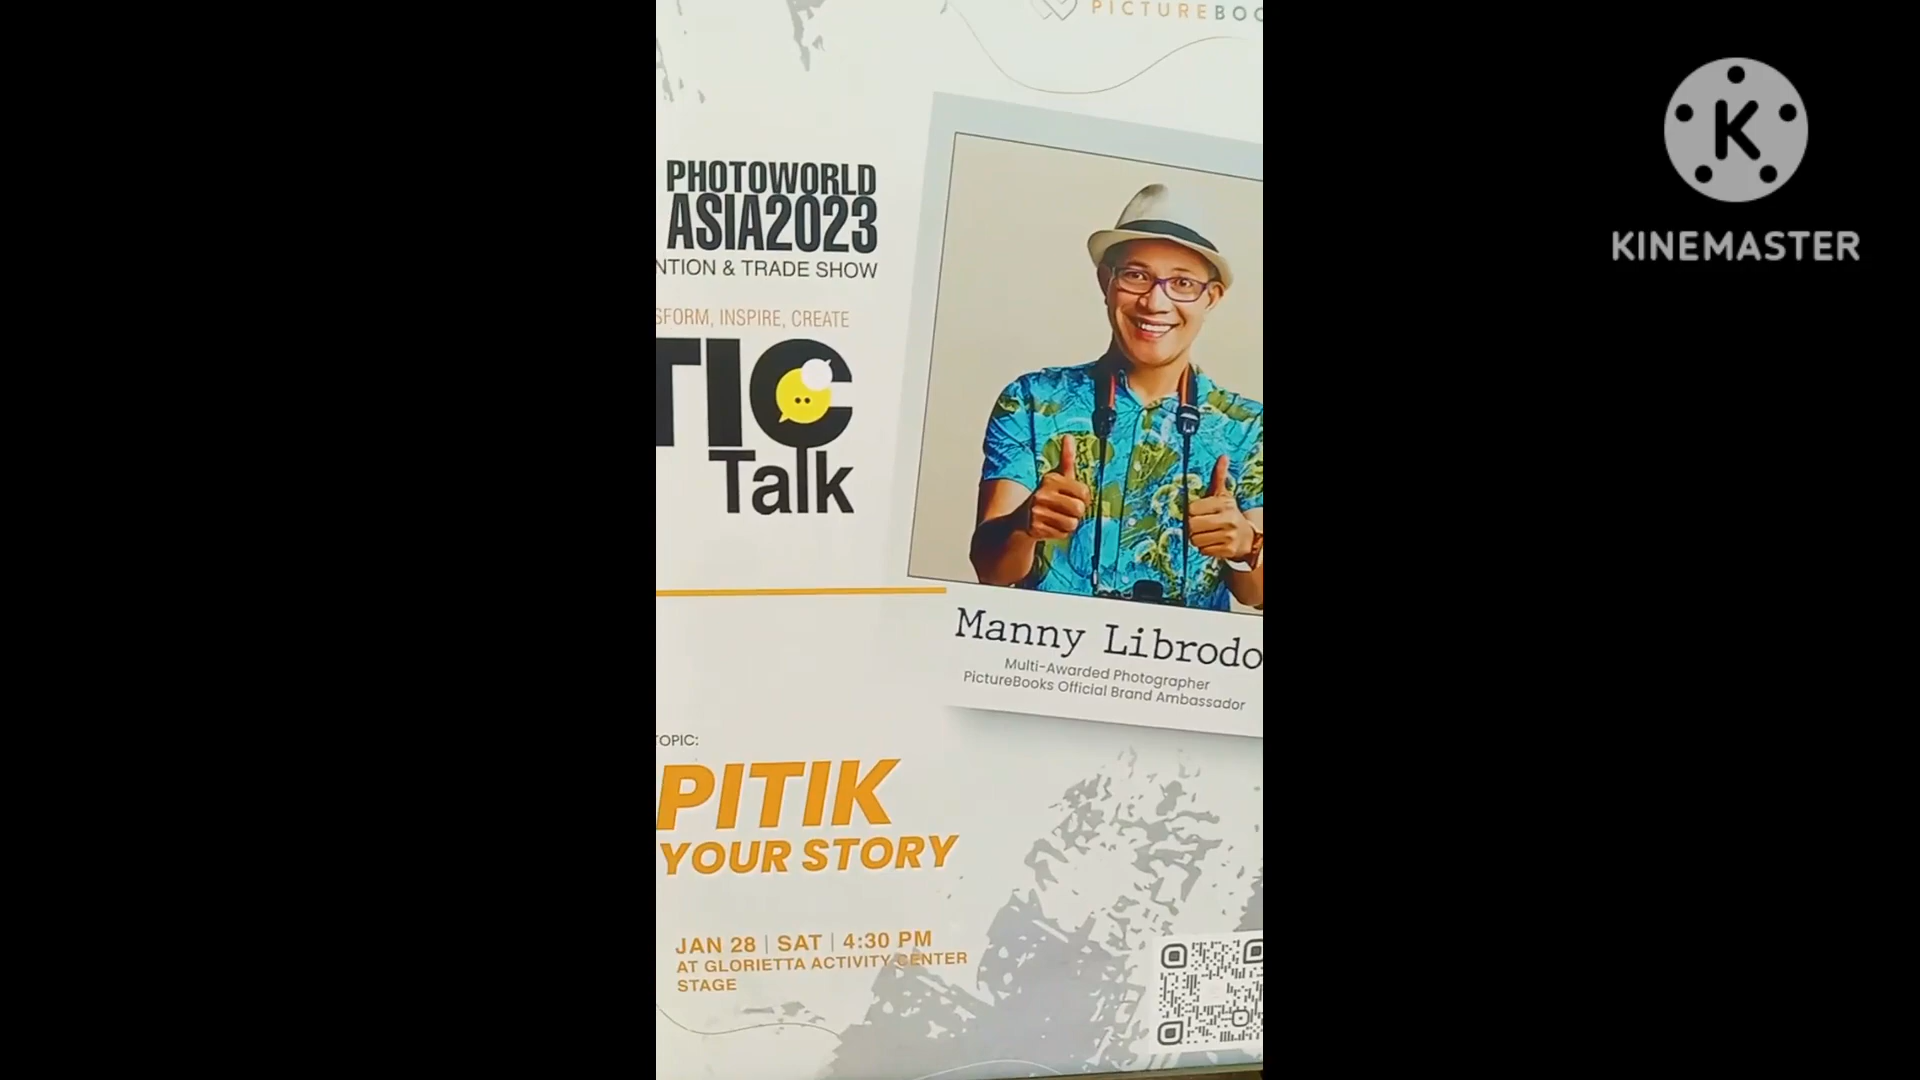 PICTUREBOO
PHOTOWORLD
ASIA2023
NTION & TRADE SHOW
SFORM, INSPIRE, CREATE
TIC
Talk
Manny Librodo
Multi-Awarded Photographer
PictureBooks Official Brand Ambassador
TOPIC:
PITIK
YOUR STORY
JAN 28 | SAT | 4:30 PM
AT GLORIETTA ACTIVITY CENTER
STAGE
K
KINEMASTER